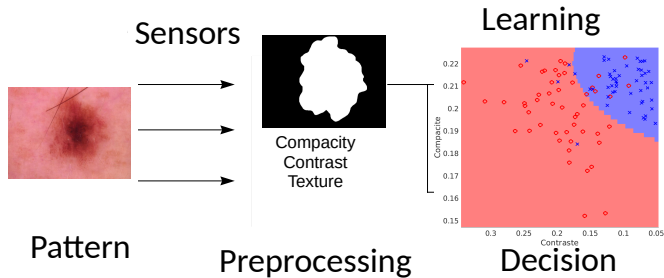 Learning
Sensors
Compacity
Contrast
Texture
Compacite
0.22
0.21
0.2
0.19
0.18
0.17
0.16
0.15
0.3
0.25
0.2
0.15
0.1
0.05
Contraste
Pattern
Preprocessing
Decision